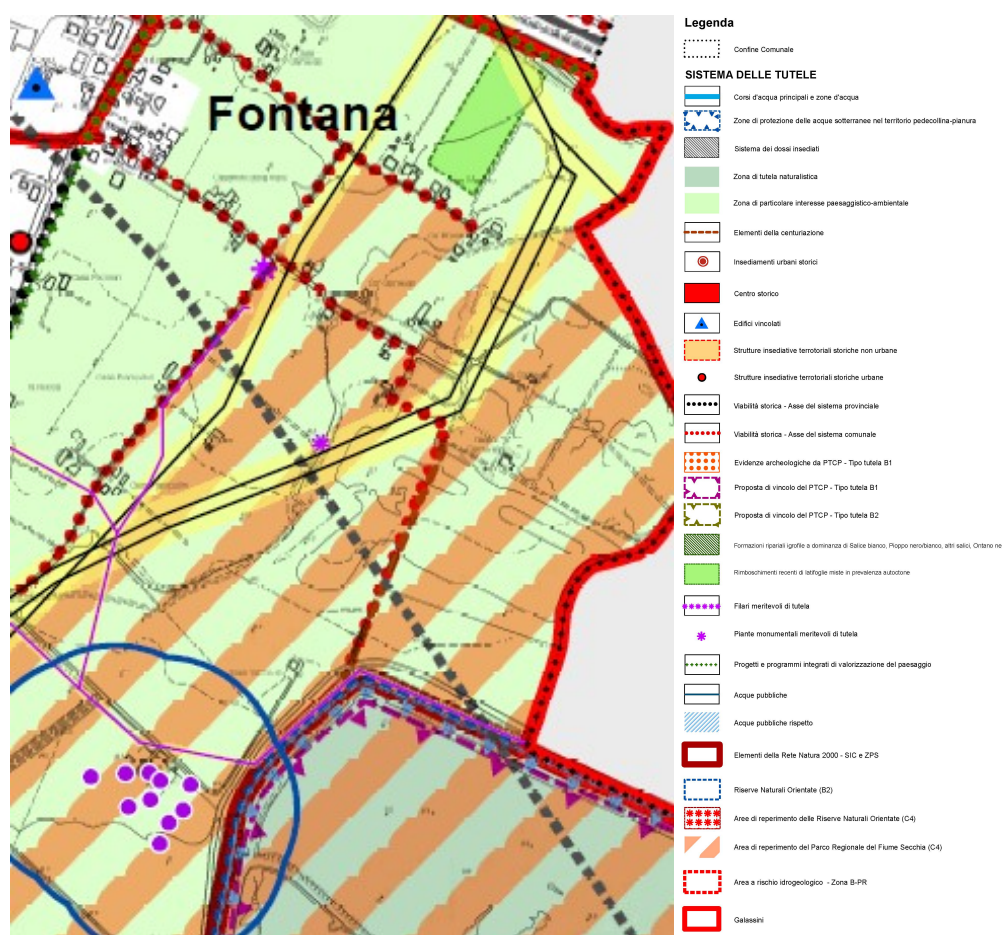 Fontana
Legenda
Confine Comunale
SISTEMA DELLE TUTELE
Corsi d'acqua principali e zone d'acqua
Zone di protezione delle acque sotterranee nel territorio pedecollina-pianura
Sistema dei dossi insediati
Zona di tutela naturalistica
Zona di particolare interesse paesaggistico-ambientale
Elementi della centuriazione
Insediamenti urbani storici
Centro storico
Edifici vincolati
Strutture insediative terrotoriali storiche non urbane
Strutture insediative terrotoriali storiche urbane
Viabilità storica - Asse del sistema provinciale
Viabilità storica - Asse del sistema comunale
Evidenze archeologiche da PTCP - Tipo tutela B1
Proposta di vincolo del PTCP - Tipo tutela B1
Proposta di vincolo del PTCP - Tipo tutela B2
Formazioni ripariali igrofile a dominanza di Salice bianco, Pioppo nero/bianco, altri salici, Ontano ne
Rimboschimenti recenti di latifoglie miste in prevalenza autoctone
Filari meritevoli di tutela
Piante monumentali meritevoli di tutela
Progetti e programmi integrati di valorizzazione del paesaggio
Acque pubbliche
Acque pubbliche rispetto
Elementi della Rete Natura 2000 - SIC e ZPS
Riserve Naturali Orientate (B2)
Aree di reperimento delle Riserve Naturali Orientate (C4)
Area di reperimento del Parco Regionale del Fiume Secchia (C4)
Area a rischio idrogeologico - Zona B-PR
Galassini